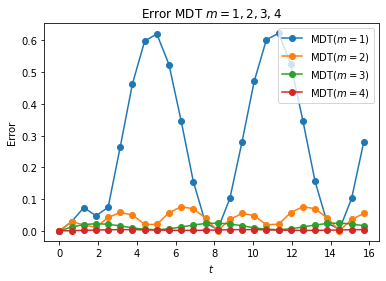 Error MDT m = 1, 2, 3, 4
Error
0.6
0.5
0.4
0.3
0.2
0.1
0.0
MDT(m = 1)
MDT(m = 2)
MDT(m = 3)
MDT(m = 4)
0 2 4 6 8 10 12 14 16
t